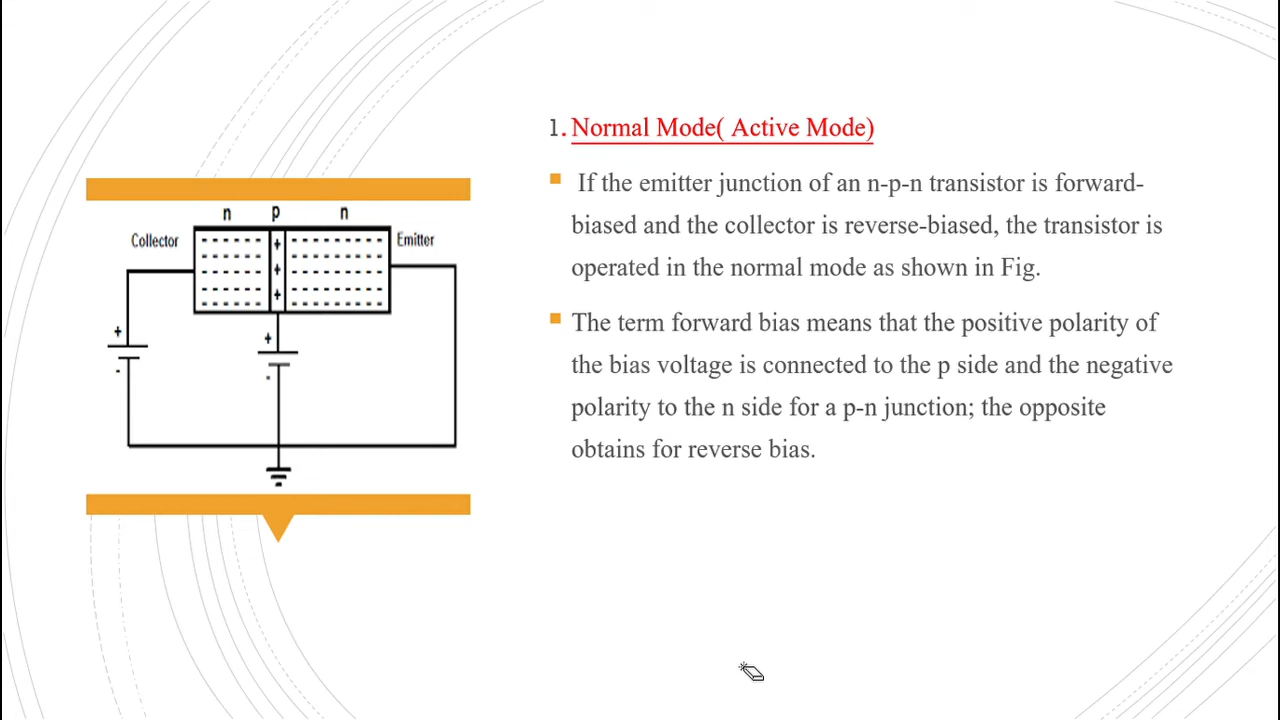 n p n
Collector
Emitter
+
+
+
+
-
+
-
1. Normal Mode( Active Mode)
If the emitter junction of an n-p-n transistor is forward-
biased and the collector is reverse-biased, the transistor is
operated in the normal mode as shown in Fig.
The term forward bias means that the positive polarity of
the bias voltage is connected to the p side and the negative
polarity to the n side for a p-n junction; the opposite
obtains for reverse bias.